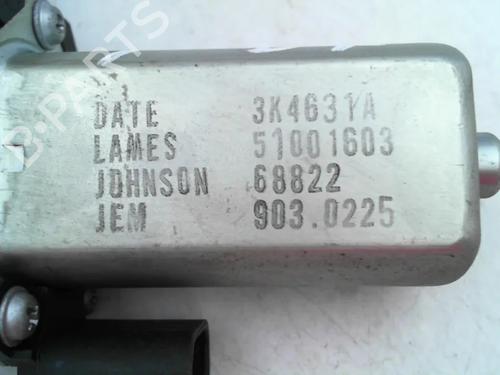 DATE 3K4631A
LAMES 51001603
JOHNSON 68822
JEM 903.0225
B-PARTS